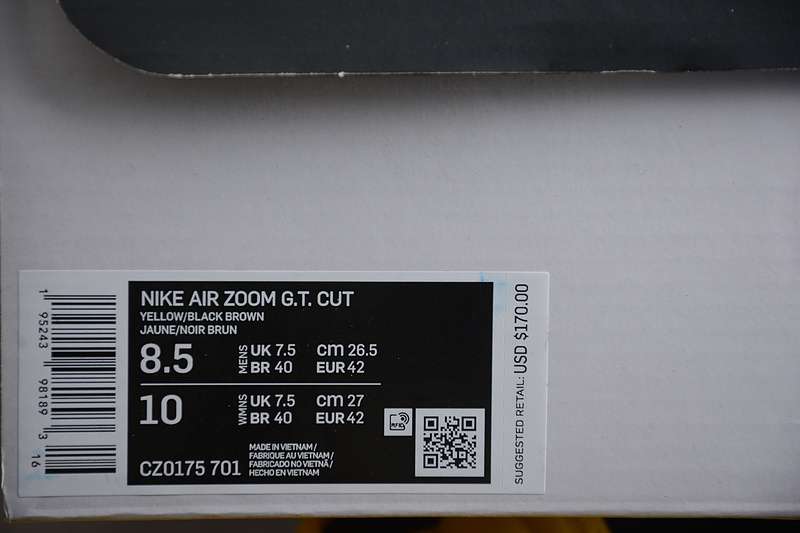 NIKE AIR ZOOM G.T. CUT
YELLOW/BLACK BROWN
JAUNE/NOIR BRUN
8.5 MENS UK 7.5 CM 26.5
BR 40 EUR 42
10 WMNS UK 7.5 CM 27
BR 40 EUR 42
CZ0175 701
MADE IN VIETNAM /
FABRIQUE AU VIETNAM /
FABRICADO NO VIETNÃ /
HECHO EN VIETNAM
RFID
SUGGESTED RETAIL: USD $170.00
1 95243 98189 3 16